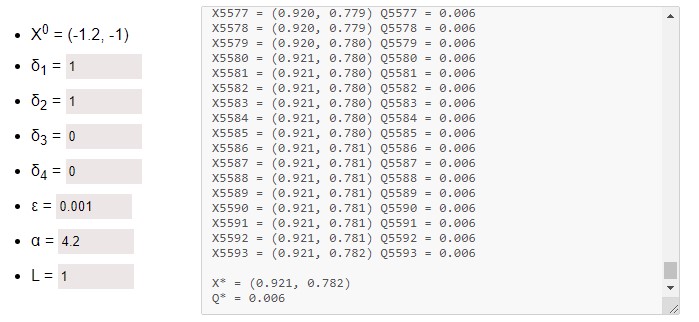 • X⁰ = (-1.2, -1)
• δ₁ = 1
• δ₂ = 1
• δ₃ = 0
• δ₄ = 0
• ε = 0.001
• α = 4.2
• L = 1
X5577 = (0.920, 0.779) Q5577 = 0.006
X5578 = (0.920, 0.779) Q5578 = 0.006
X5579 = (0.920, 0.780) Q5579 = 0.006
X5580 = (0.921, 0.780) Q5580 = 0.006
X5581 = (0.921, 0.780) Q5581 = 0.006
X5582 = (0.921, 0.780) Q5582 = 0.006
X5583 = (0.921, 0.780) Q5583 = 0.006
X5584 = (0.921, 0.780) Q5584 = 0.006
X5585 = (0.921, 0.780) Q5585 = 0.006
X5586 = (0.921, 0.781) Q5586 = 0.006
X5587 = (0.921, 0.781) Q5587 = 0.006
X5588 = (0.921, 0.781) Q5588 = 0.006
X5589 = (0.921, 0.781) Q5589 = 0.006
X5590 = (0.921, 0.781) Q5590 = 0.006
X5591 = (0.921, 0.781) Q5591 = 0.006
X5592 = (0.921, 0.781) Q5592 = 0.006
X5593 = (0.921, 0.782) Q5593 = 0.006
X* = (0.921, 0.782)
Q* = 0.006